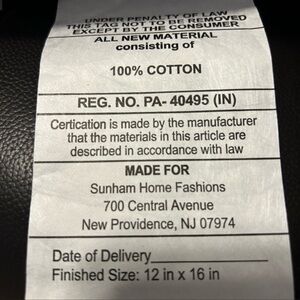 UNDER PENALTY OF LAW
THIS TAG NOT TO BE REMOVED
EXCEPT BY THE CONSUMER
ALL NEW MATERIAL
consisting of
100% COTTON
REG. NO. PA- 40495 (IN)
Certication is made by the manufacturer
that the materials in this article are
described in accordance with law
MADE FOR
Sunham Home Fashions
700 Central Avenue
New Providence, NJ 07974
Date of Delivery
Finished Size: 12 in x 16 in